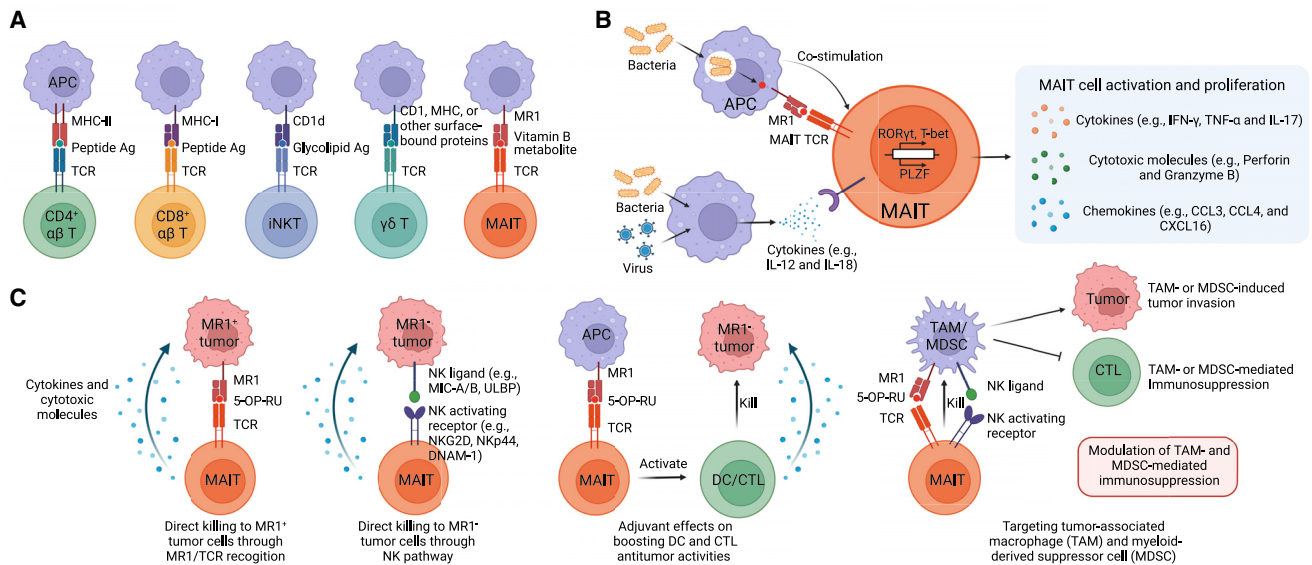 A
APC
MHC-II
Peptide Ag
TCR
CD4+
αβ T
MHC-I
Peptide Ag
TCR
CD8+
αβ T
CD1d
Glycolipid Ag
TCR
iNKT
CD1, MHC, or
other surface-
bound proteins
TCR
γδ T
MR1
Vitamin B
metabolite
TCR
MAIT
B
Bacteria
APC
Co-stimulation
MR1
MAIT TCR
RORγt, T-bet
PLZF
MAIT
Bacteria
Virus
Cytokines (e.g.,
IL-12 and IL-18)
MAIT cell activation and proliferation
Cytokines (e.g., IFN-γ, TNF-α and IL-17)
Cytotoxic molecules (e.g., Perforin
and Granzyme B)
Chemokines (e.g., CCL3, CCL4, and
CXCL16)
C
Cytokines and
cytotoxic
molecules
MR1+
tumor
MR1
5-OP-RU
TCR
MAIT
Direct killing to MR1+
tumor cells through
MR1/TCR recogition
MR1-
tumor
NK ligand (e.g.,
MIC-A/B, ULBP)
NK activating
receptor (e.g.,
NKG2D, NKp44,
DNAM-1)
MAIT
Direct killing to MR1-
tumor cells through
NK pathway
APC
MR1
5-OP-RU
TCR
MAIT
Activate
MR1-
tumor
Kill
DC/CTL
Adjuvant effects on
boosting DC and CTL
antitumor activities
TAM/
MDSC
MR1
5-OP-RU
TCR
Kill
NK ligand
NK activating
receptor
MAIT
Tumor
TAM- or MDSC-induced
tumor invasion
CTL
TAM- or MDSC-mediated
Immunosuppression
Modulation of TAM- and
MDSC-mediated
immunosuppression
Targeting tumor-associated
macrophage (TAM) and myeloid-
derived suppressor cell (MDSC)